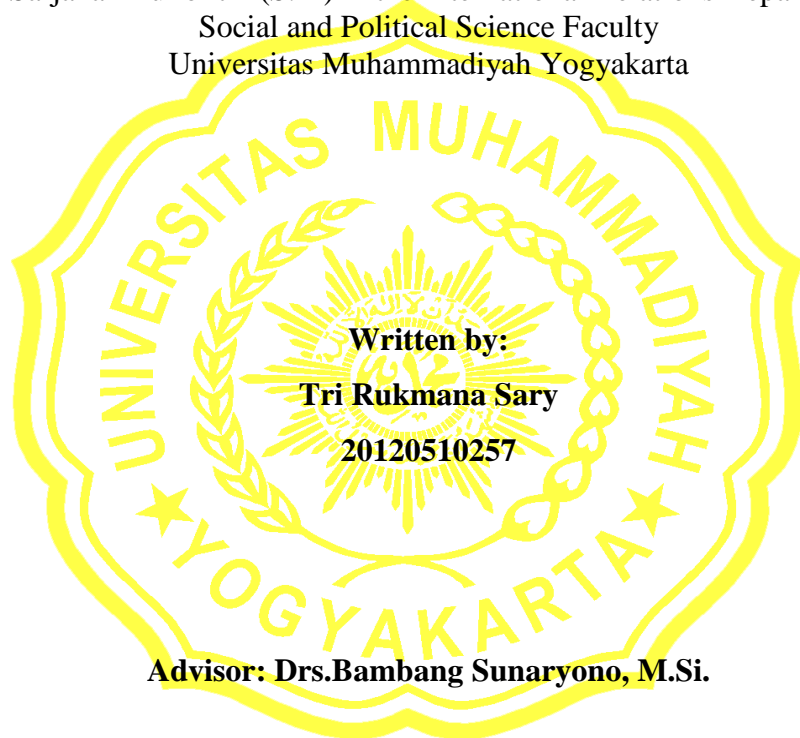 Social and Political Science Faculty
Universitas Muhammadiyah Yogyakarta
UNIVERSITAS MUHAMMADIYAH
Written by:
Tri Rukmana Sary
20120510257
★ YOGYAKARTA ★
Advisor: Drs.Bambang Sunaryono, M.Si.